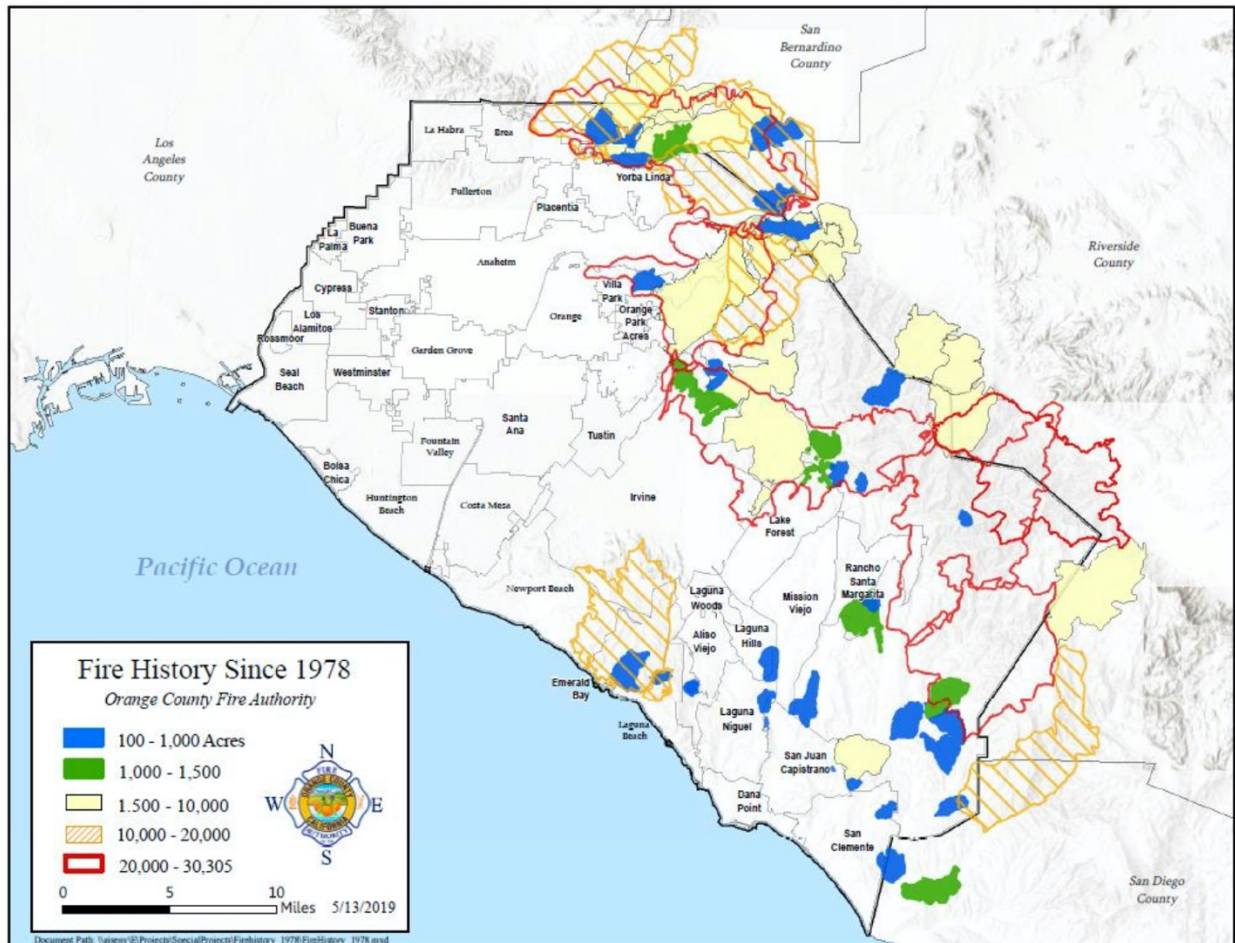 San
Bernardino
County
Los
Angeles
County
La Habra
Brea
Yorba Linda
Fullerton
Placentia
Buena
Park
La
Palma
Riverside
County
Anaheim
Cypress
Villa
Park
Stanton
Los
Alamitos
Orange
Orange
Park
Acres
Rossmoor
Garden Grove
Seal
Beach
Westminster
Santa
Ana
Tustin
Fountain
Valley
Bolsa
Chica
Huntington
Beach
Irvine
Costa Mesa
Lake
Forest
Pacific Ocean
Newport Beach
Laguna
Woods
Mission
Viejo
Rancho
Santa
Margatita
Aliso
Viejo
Laguna
Hills
Emerald
Bay
Laguna
Beach
Laguna
Niguel
San Juan
Capistrano
Dana
Point
San
Clemente
San Diego
County
Fire History Since 1978
Orange County Fire Authority
100 - 1,000 Acres
1,000 - 1,500
1.500 - 10,000
10,000 - 20,000
20,000 - 30,305
N
W
E
S
FIRE
ORANGE COUNTY
CALIFORNIA
AUTHORITY
0 5 10
Miles 5/13/2019